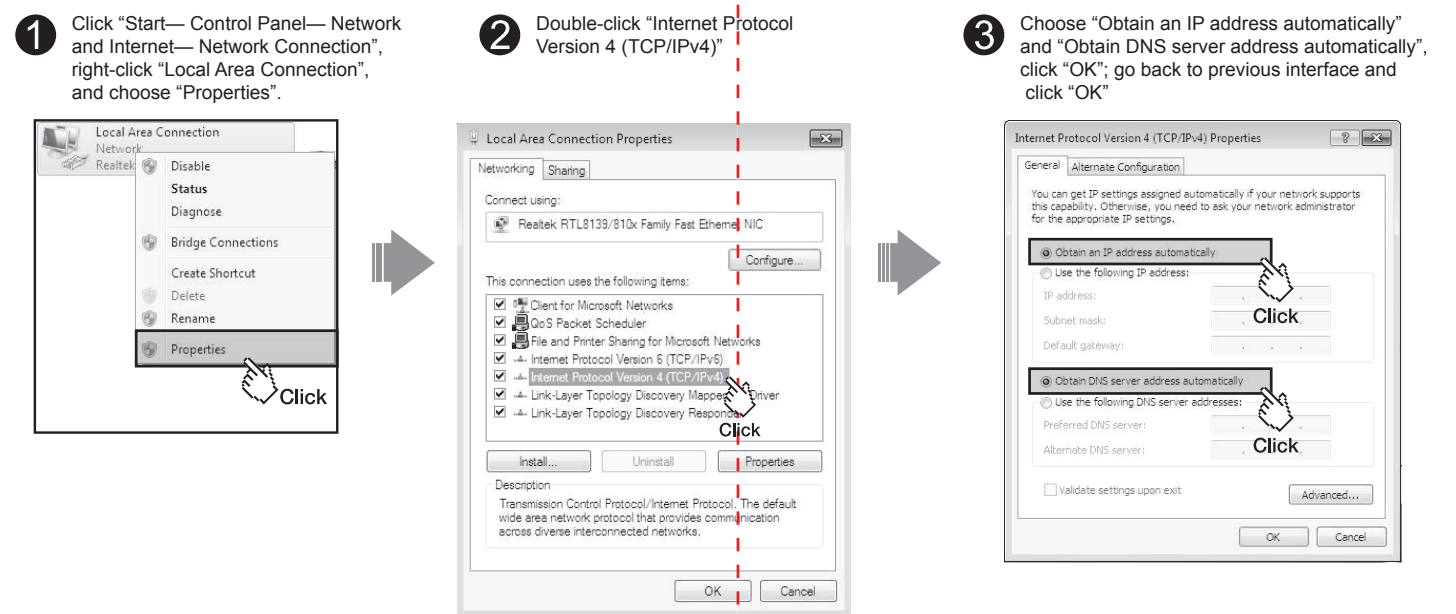 1
Click “Start— Control Panel— Network
and Internet— Network Connection”,
right-click “Local Area Connection”,
and choose “Properties”.
Local Area Connection
Network
Realtek
Disable
Status
Diagnose
Bridge Connections
Create Shortcut
Delete
Rename
Properties
Click
2
Double-click “Internet Protocol
Version 4 (TCP/IPv4)”
Local Area Connection Properties
Networking
Sharing
Connect using:
Realtek RTL8139/810x Family Fast Ethernet NIC
Configure...
This connection uses the following items:
Client for Microsoft Networks
QoS Packet Scheduler
File and Printer Sharing for Microsoft Networks
Internet Protocol Version 6 (TCP/IPv6)
Internet Protocol Version 4 (TCP/IPv4)
Link-Layer Topology Discovery Mapper Driver
Link-Layer Topology Discovery Responder
Click
Install...
Uninstall
Properties
Description
Transmission Control Protocol/Internet Protocol. The default
wide area network protocol that provides communication
across diverse interconnected networks.
OK
Cancel
3
Choose “Obtain an IP address automatically”
and “Obtain DNS server address automatically”,
click “OK”; go back to previous interface and
click “OK”
Internet Protocol Version 4 (TCP/IPv4) Properties
?
General
Alternate Configuration
You can get IP settings assigned automatically if your network supports
this capability. Otherwise, you need to ask your network administrator
for the appropriate IP settings.
Obtain an IP address automatically
Use the following IP address:
IP address:
Subnet mask:
Click
Default gateway:
Obtain DNS server address automatically
Use the following DNS server addresses:
Preferred DNS server:
Alternate DNS server:
Click
Validate settings upon exit
Advanced...
OK
Cancel